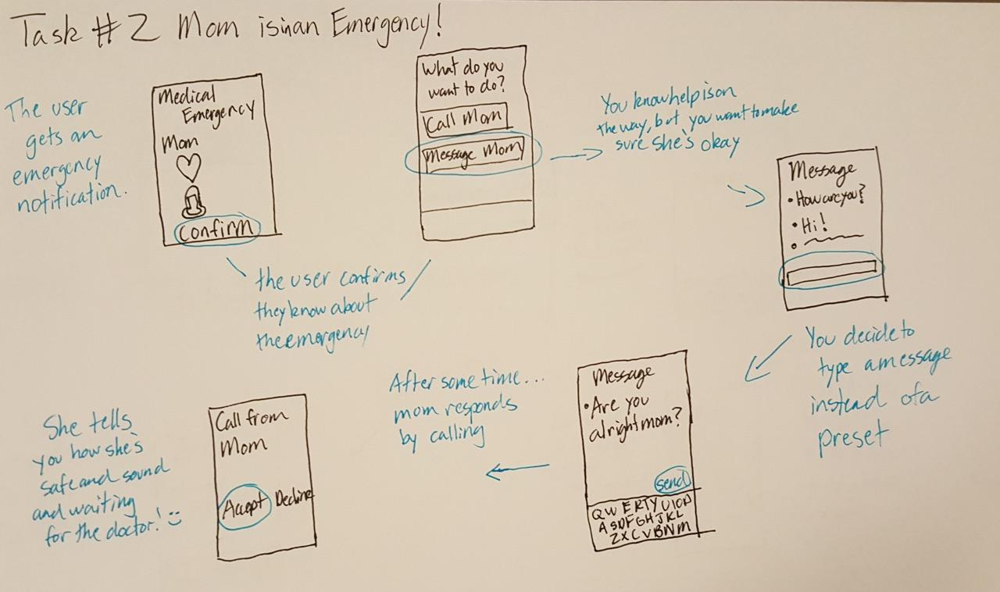 Task #2 Mom is in an Emergency!
The user
gets an
emergency
notification.
Medical
Emergency
Mom
Confirm
the user confirms
they know about
the emergency
What do you
want to do?
Call Mom
Message Mom
You know help is on
the way, but you want to make
sure she's okay
Message
• How are you?
• Hi!
You decide to
type a message
instead of a
preset
Message
• Are you
alright mom?
send
QWERTYUIOP
ASDFGHJKL
ZXCVBNM
After some time...
mom responds
by calling
Call from
Mom
Accept Decline
She tells
you how she's
safe and sound
and waiting
for the doctor! :)